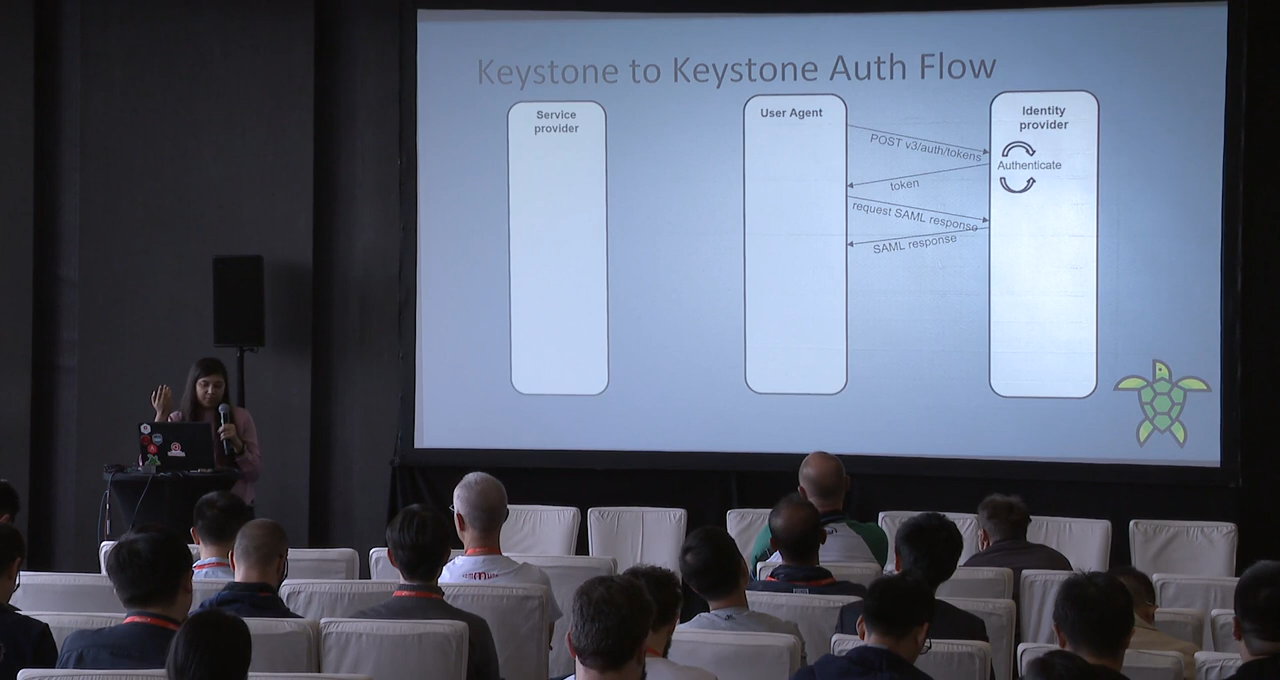 Keystone to Keystone Auth Flow
Service
provider
User Agent
Identity
provider
POST v3/auth/tokens
Authenticate
token
request SAML response
SAML response